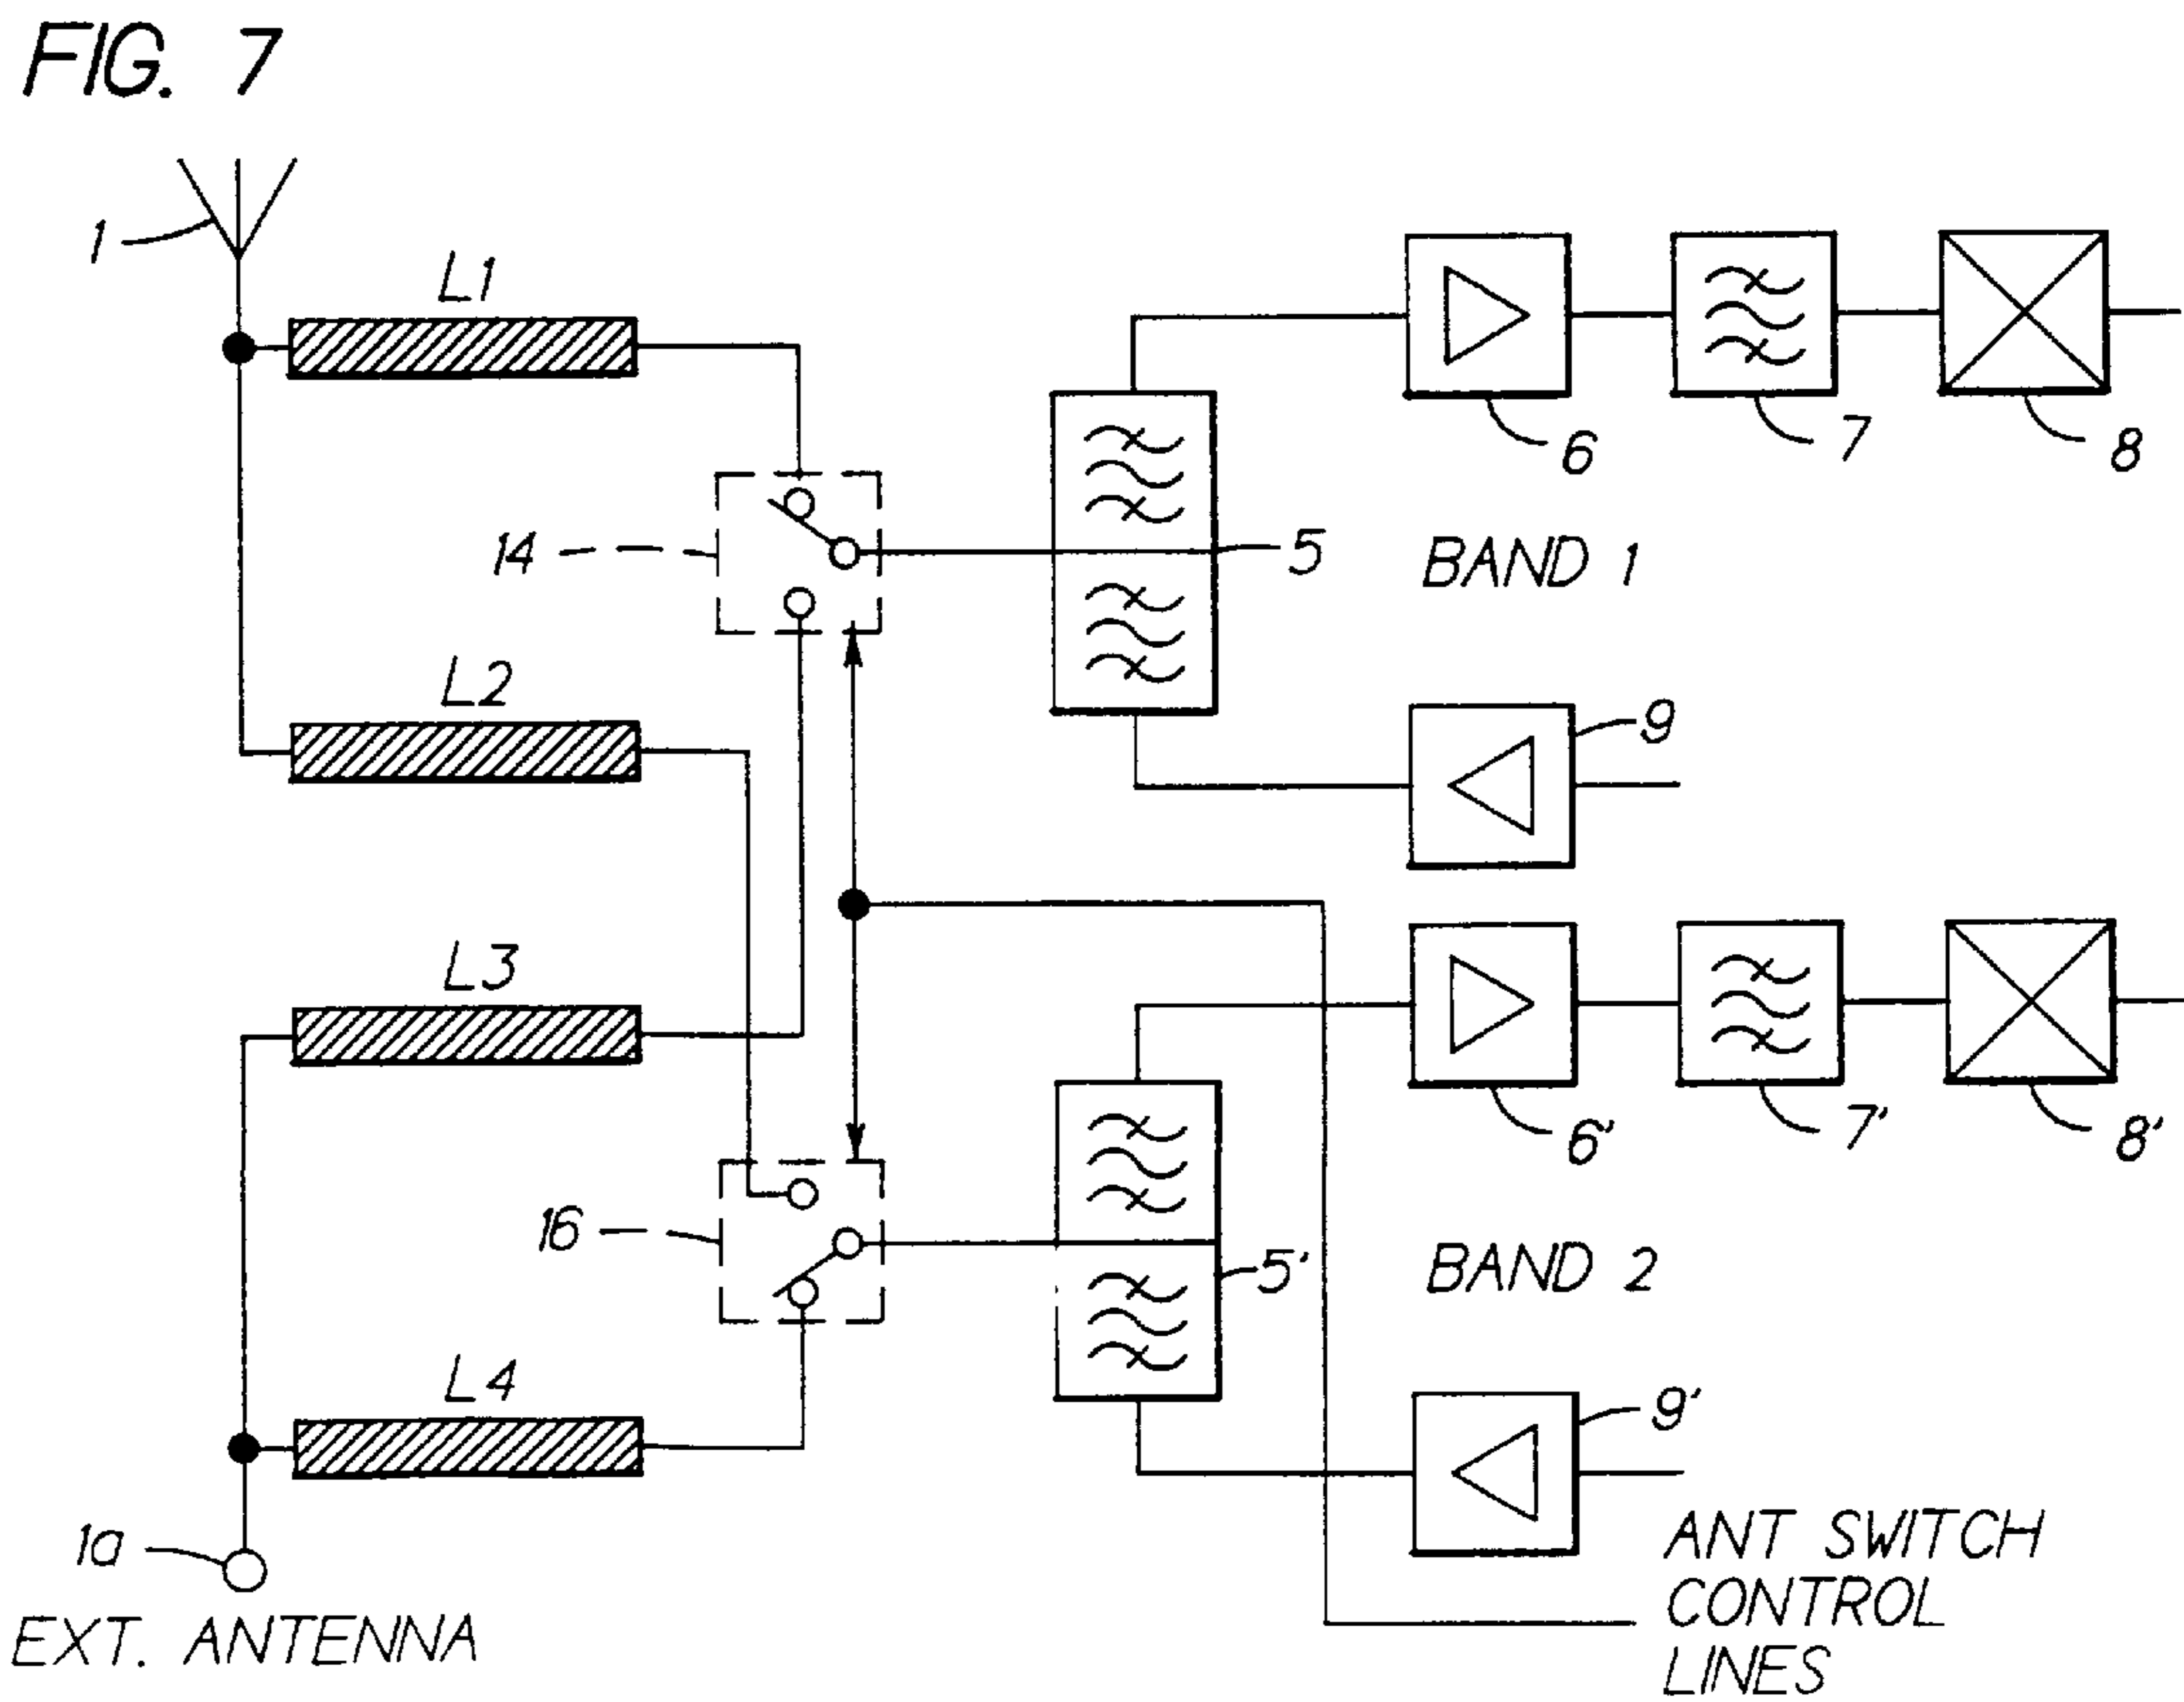 FIG. 7
1
L1
6
7
8
14
5
BAND 1
L2
9
L3
6'
7'
8'
16
5'
BAND 2
L4
9'
1a
EXT. ANTENNA
ANT SWITCH
CONTROL
LINES